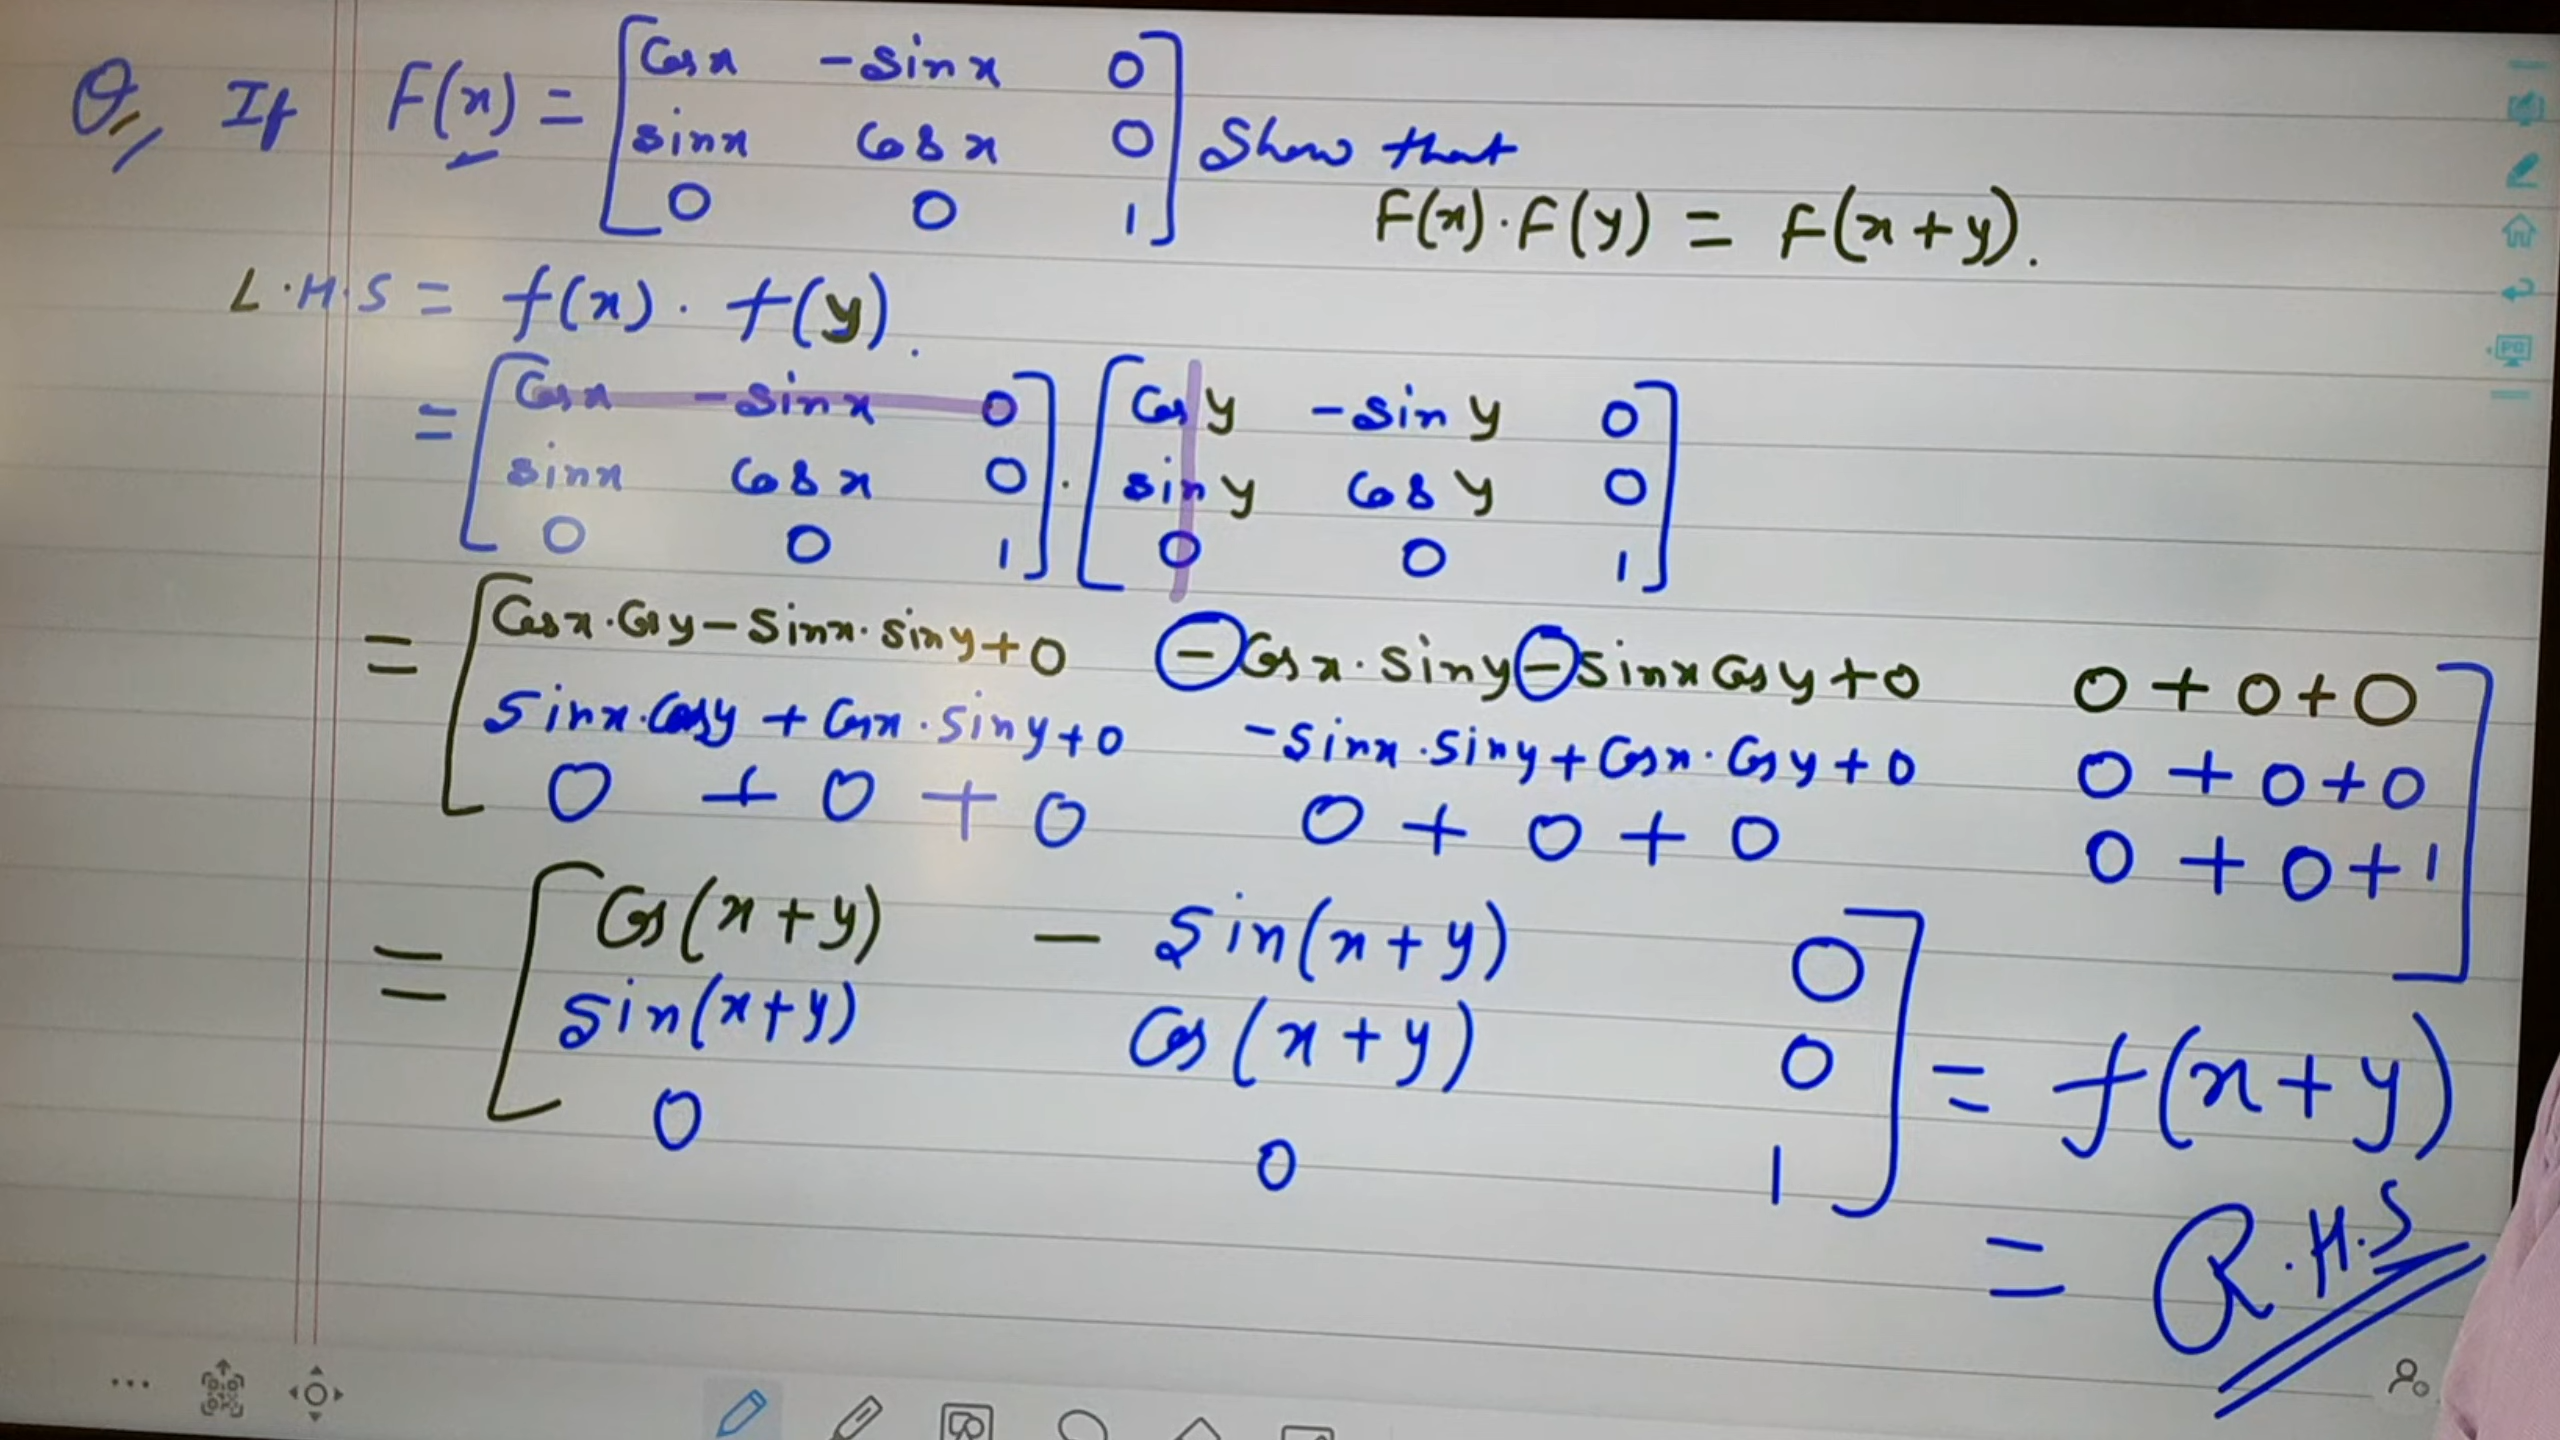 Q, If F(x) = [cos x -sin x 0
sin x cos x 0
0 0 1] Show that
F(x)·F(y) = F(x+y).
L.H.S = f(x) · f(y).
= [cos x -sin x 0] · [cos y -sin y 0]
sin x cos x 0 sin y cos y 0
0 0 1 0 0 1
= [cos x·cos y - sin x·sin y + 0 -cos x·sin y - sin x cos y + 0 0 + 0 + 0
sin x·cos y + cos x·sin y + 0 -sin x·sin y + cos x·cos y + 0 0 + 0 + 0
0 + 0 + 0 0 + 0 + 0 0 + 0 + 1]
= [cos(x+y) - sin(x+y) 0
sin(x+y) cos(x+y) 0
0 0 1] = f(x+y)
= R.H.S
PG